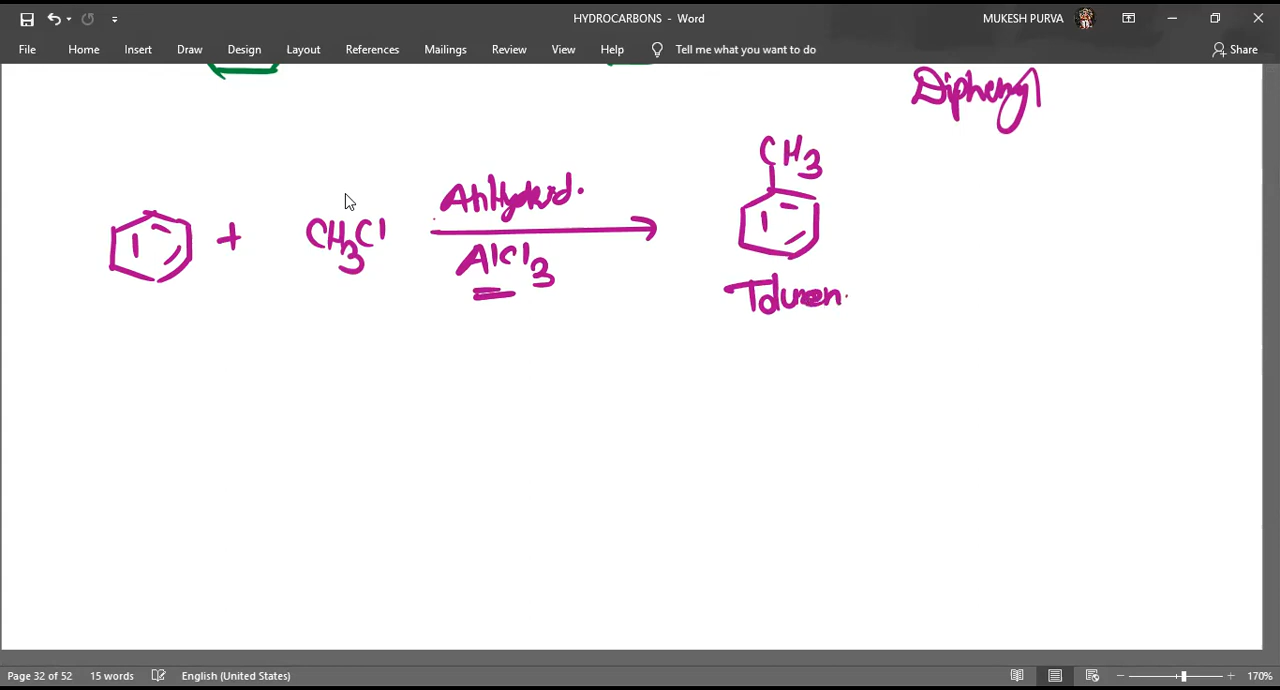 HYDROCARBONS - Word
MUKESH PURVA
File Home Insert Draw Design Layout References Mailings Review View Help Tell me what you want to do Share
Diphenyl
CH3
AnHydrd.
+ CH3Cl
AlCl3
Toluen.
Page 32 of 52 15 words English (United States) 170%